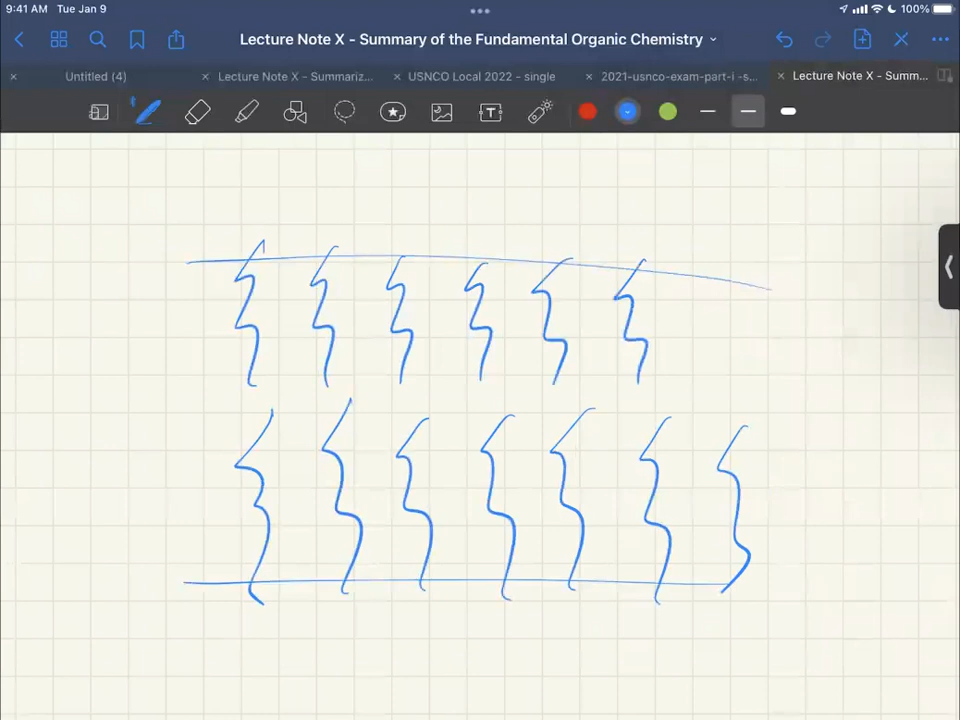 9:41 AM Tue Jan 9
100%
Lecture Note X - Summary of the Fundamental Organic Chemistry
Untitled (4)
Lecture Note X - Summariz...
USNCO Local 2022 - single
2021-usnco-exam-part-i -s...
Lecture Note X - Summ...
T